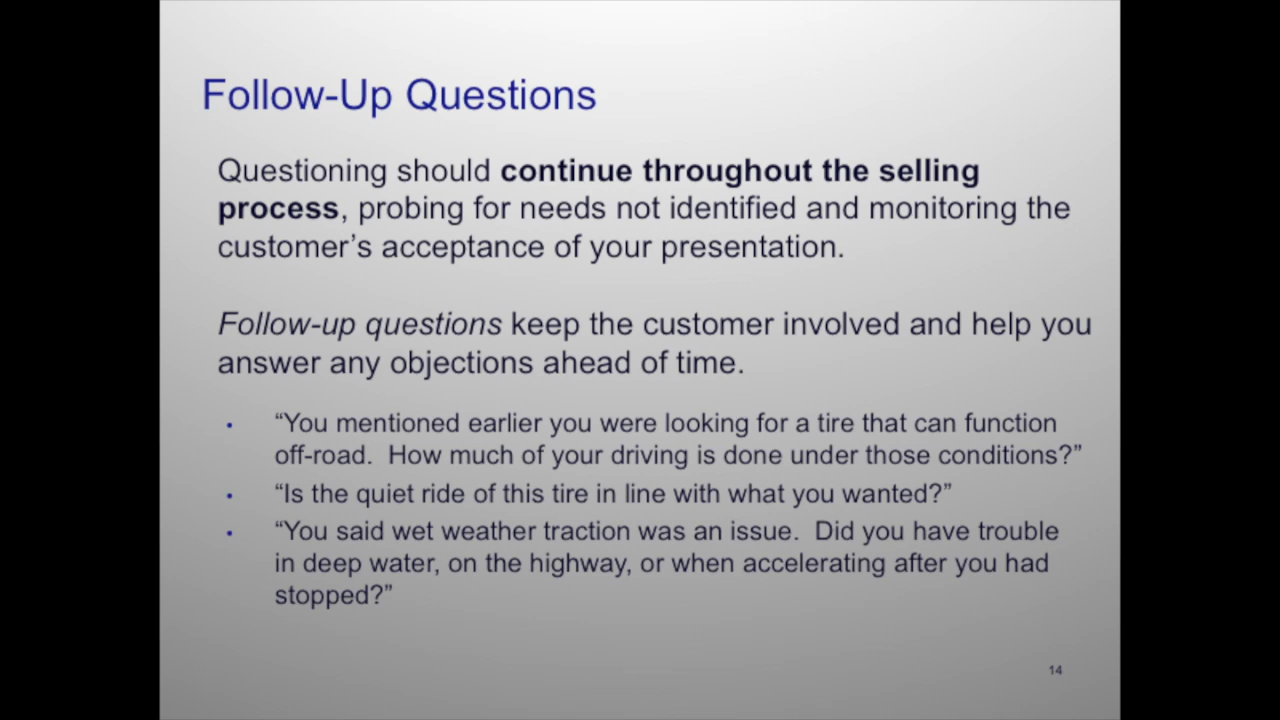 Follow-Up Questions
Questioning should continue throughout the selling
process, probing for needs not identified and monitoring the
customer’s acceptance of your presentation.
Follow-up questions keep the customer involved and help you
answer any objections ahead of time.
• “You mentioned earlier you were looking for a tire that can function
off-road.  How much of your driving is done under those conditions?”
• “Is the quiet ride of this tire in line with what you wanted?”
• “You said wet weather traction was an issue.  Did you have trouble
in deep water, on the highway, or when accelerating after you had
stopped?”
14